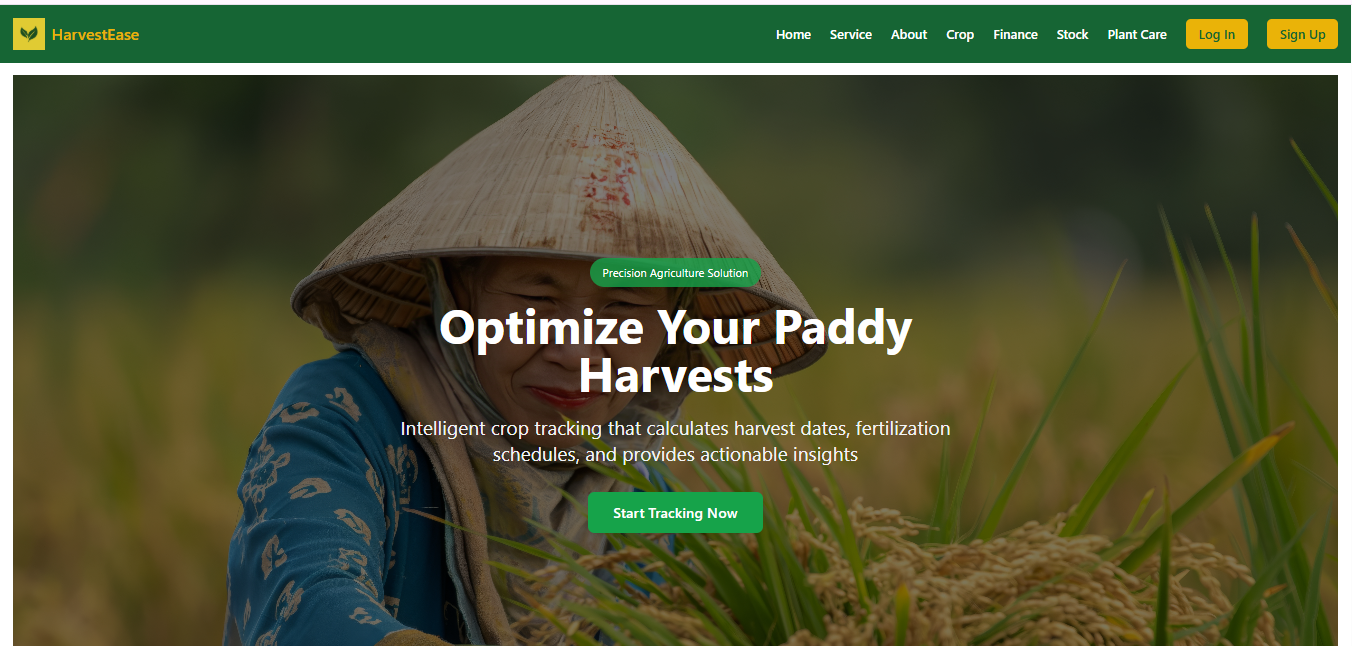 HarvestEase
Home Service About Crop Finance Stock Plant Care Log In Sign Up
Precision Agriculture Solution
Optimize Your Paddy
Harvests
Intelligent crop tracking that calculates harvest dates, fertilization
schedules, and provides actionable insights
Start Tracking Now